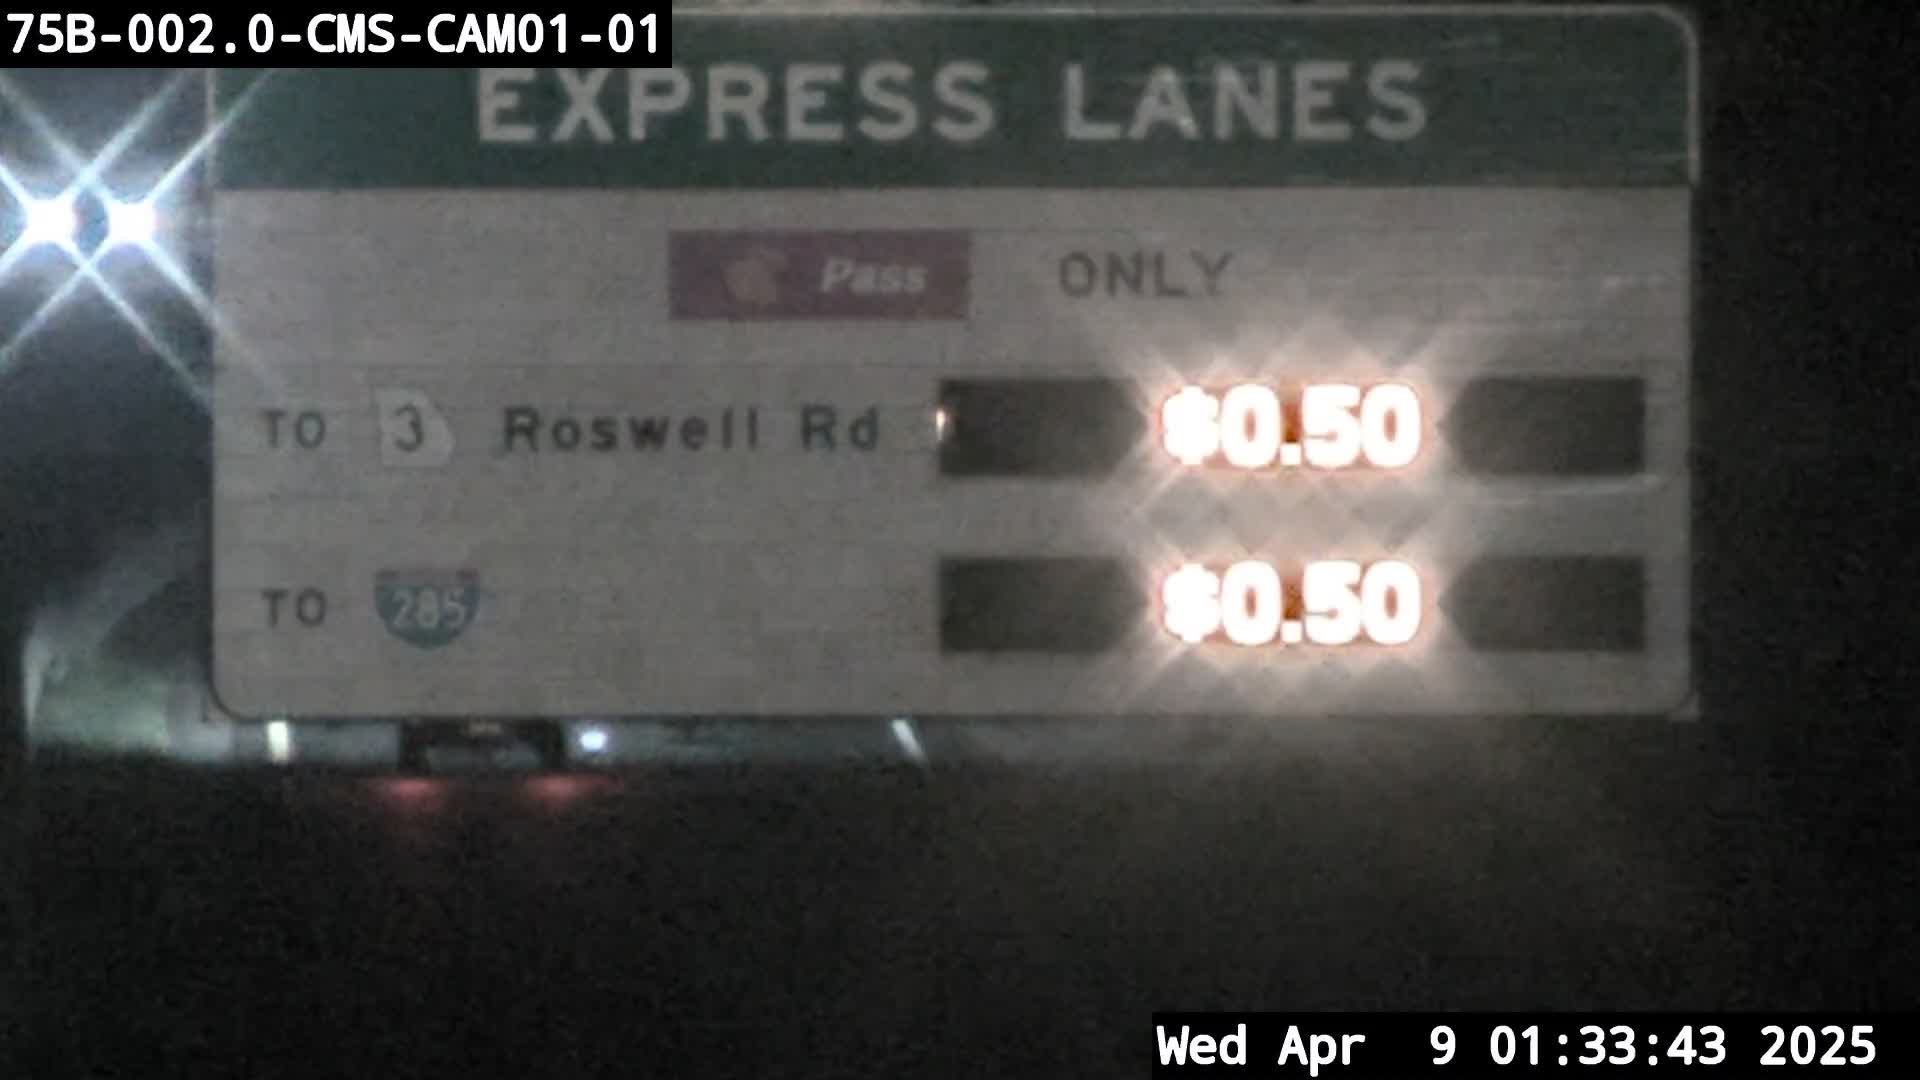 75B-002.0-CMS-CAM01-01
EXPRESS LANES
Pass ONLY
TO 3 Roswell Rd $0.50
TO 285 $0.50
Wed Apr 9 01:33:43 2025